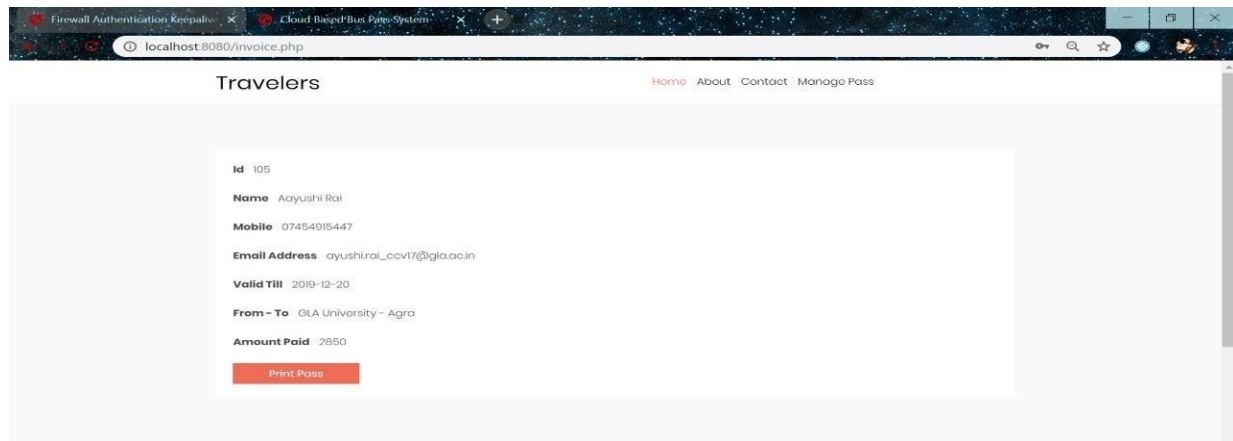 Firewall Authentication Keepaliv
Cloud Based Bus Pass System
localhost:8080/invoice.php
Travelers
Home About Contact Manage Pass
Id 105
Name Aayushi Rai
Mobile 07454915447
Email Address ayushi.rai_ccv17@gla.ac.in
Valid Till 2019-12-20
From - To GLA University - Agra
Amount Paid 2850
Print Pass